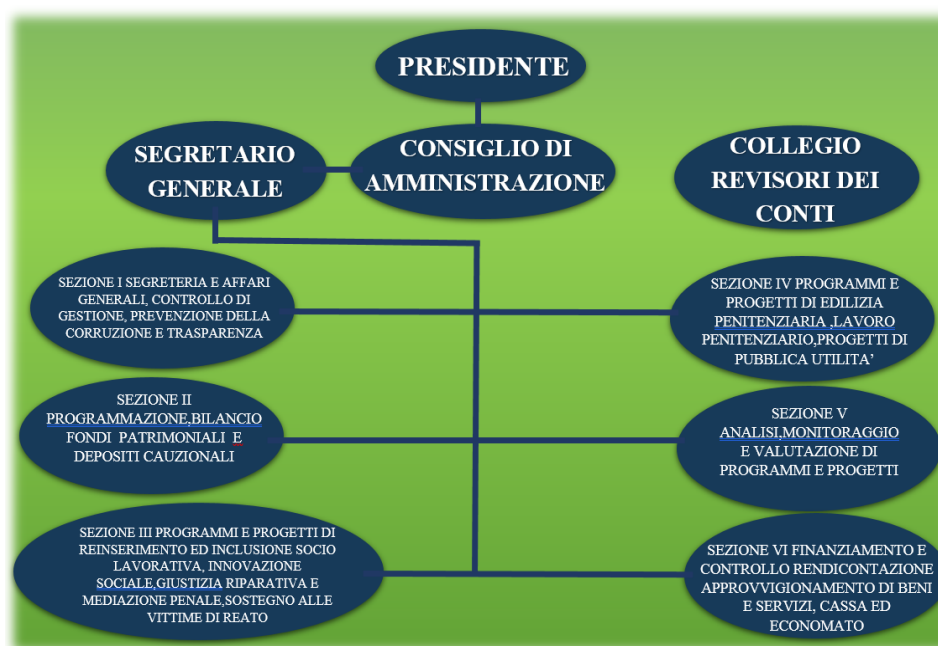 PRESIDENTE
SEGRETARIO
GENERALE
CONSIGLIO DI
AMMINISTRAZIONE
COLLEGIO
REVISORI DEI
CONTI
SEZIONE I SEGRETERIA E AFFARI
GENERALI, CONTROLLO DI
GESTIONE, PREVENZIONE DELLA
CORRUZIONE E TRASPARENZA
SEZIONE IV PROGRAMMI E
PROGETTI DI EDILIZIA
PENITENZIARIA ,LAVORO
PENITENZIARIO,PROGETTI DI
PUBBLICA UTILITA’
SEZIONE II
PROGRAMMAZIONE,BILANCIO
FONDI PATRIMONIALI E
DEPOSITI CAUZIONALI
SEZIONE V
ANALISI,MONITORAGGIO
E VALUTAZIONE DI
PROGRAMMI E PROGETTI
SEZIONE III PROGRAMMI E PROGETTI DI
REINSERIMENTO ED INCLUSIONE SOCIO
LAVORATIVA, INNOVAZIONE
SOCIALE,GIUSTIZIA RIPARATIVA E
MEDIAZIONE PENALE,SOSTEGNO ALLE
VITTIME DI REATO
SEZIONE VI FINANZIAMENTO E
CONTROLLO RENDICONTAZIONE
APPROVVIGIONAMENTO DI BENI
E SERVIZI, CASSA ED
ECONOMATO